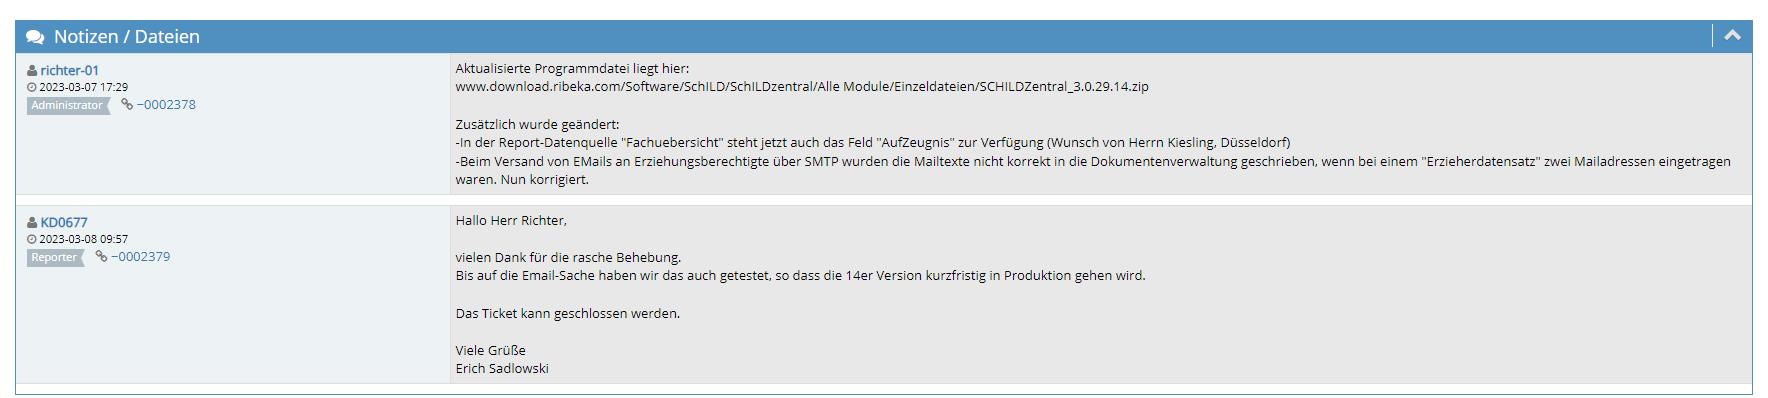 Notizen / Dateien
richter-01
2023-03-07 17:29
Administrator ~0002378
Aktualisierte Programmdatei liegt hier:
www.download.ribeka.com/Software/SchILD/SchILDzentral/Alle Module/Einzeldateien/SCHILDZentral_3.0.29.14.zip
Zusätzlich wurde geändert:
-In der Report-Datenquelle "Fachuebersicht" steht jetzt auch das Feld "AufZeugnis" zur Verfügung (Wunsch von Herrn Kiesling, Düsseldorf)
-Beim Versand von EMails an Erziehungsberechtigte über SMTP wurden die Mailtexte nicht korrekt in die Dokumentenverwaltung geschrieben, wenn bei einem "Erzieherdatensatz" zwei Mailadressen eingetragen
waren. Nun korrigiert.
KD0677
2023-03-08 09:57
Reporter ~0002379
Hallo Herr Richter,
vielen Dank für die rasche Behebung.
Bis auf die Email-Sache haben wir das auch getestet, so dass die 14er Version kurzfristig in Produktion gehen wird.
Das Ticket kann geschlossen werden.
Viele Grüße
Erich Sadlowski